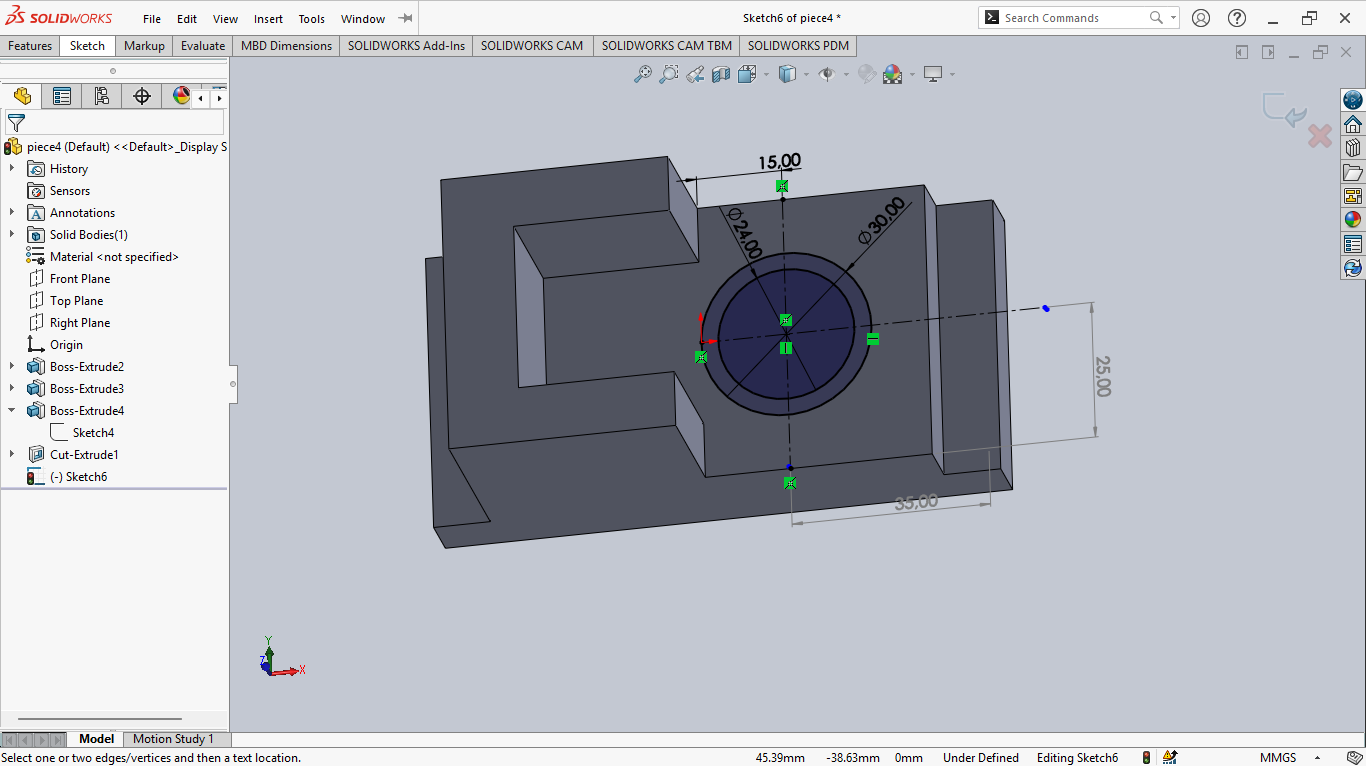 SOLIDWORKS File Edit View Insert Tools Window Sketch6 of piece4 * Search Commands
Features Sketch Markup Evaluate MBD Dimensions SOLIDWORKS Add-Ins SOLIDWORKS CAM SOLIDWORKS CAM TBM SOLIDWORKS PDM
piece4 (Default) <<Default>_Display S
History
Sensors
Annotations
Solid Bodies(1)
Material <not specified>
Front Plane
Top Plane
Right Plane
Origin
Boss-Extrude2
Boss-Extrude3
Boss-Extrude4
Sketch4
Cut-Extrude1
(-) Sketch6
15,00
Ø24,00
Ø30,00
25,00
35,00
Y
Z
X
Model Motion Study 1
Select one or two edges/vertices and then a text location. 45.39mm -38.63mm 0mm Under Defined Editing Sketch6 MMGS